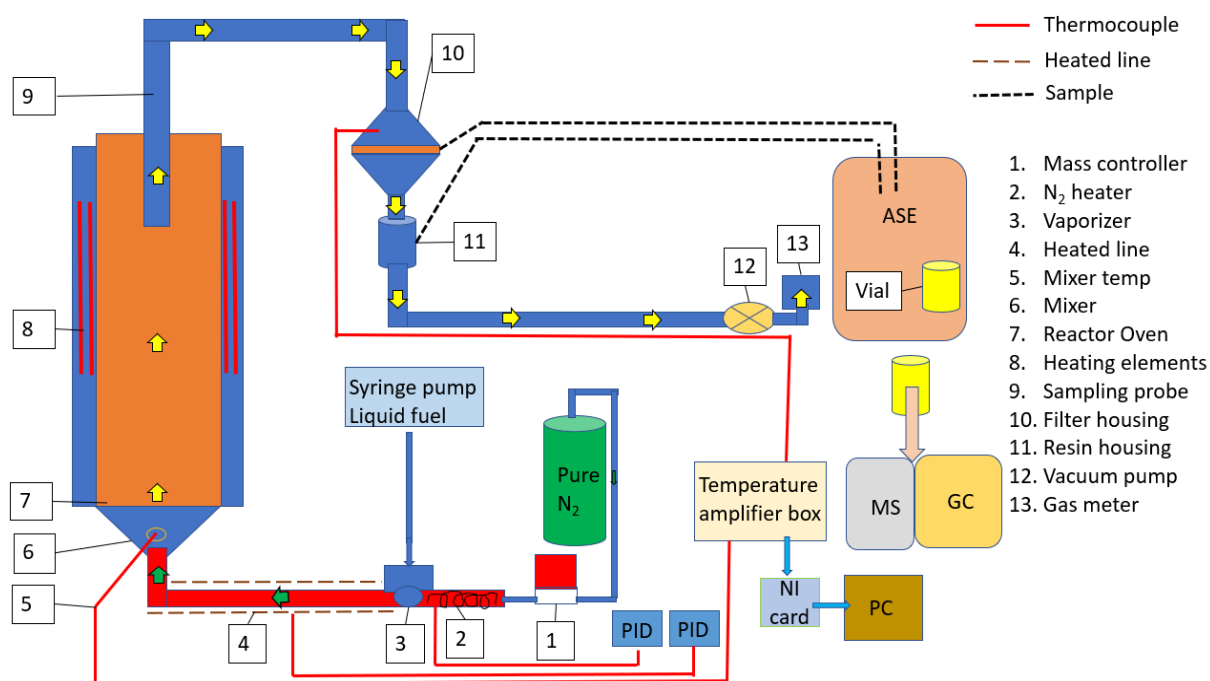 Thermocouple
Heated line
Sample
10
9
ASE
11
13
12
Vial
8
Syringe pump
Liquid fuel
Pure
N₂
7
6
5
4
3
2
1
PID
PID
Temperature
amplifier box
NI
card
PC
MS
GC
1. Mass controller
2. N₂ heater
3. Vaporizer
4. Heated line
5. Mixer temp
6. Mixer
7. Reactor Oven
8. Heating elements
9. Sampling probe
10. Filter housing
11. Resin housing
12. Vacuum pump
13. Gas meter